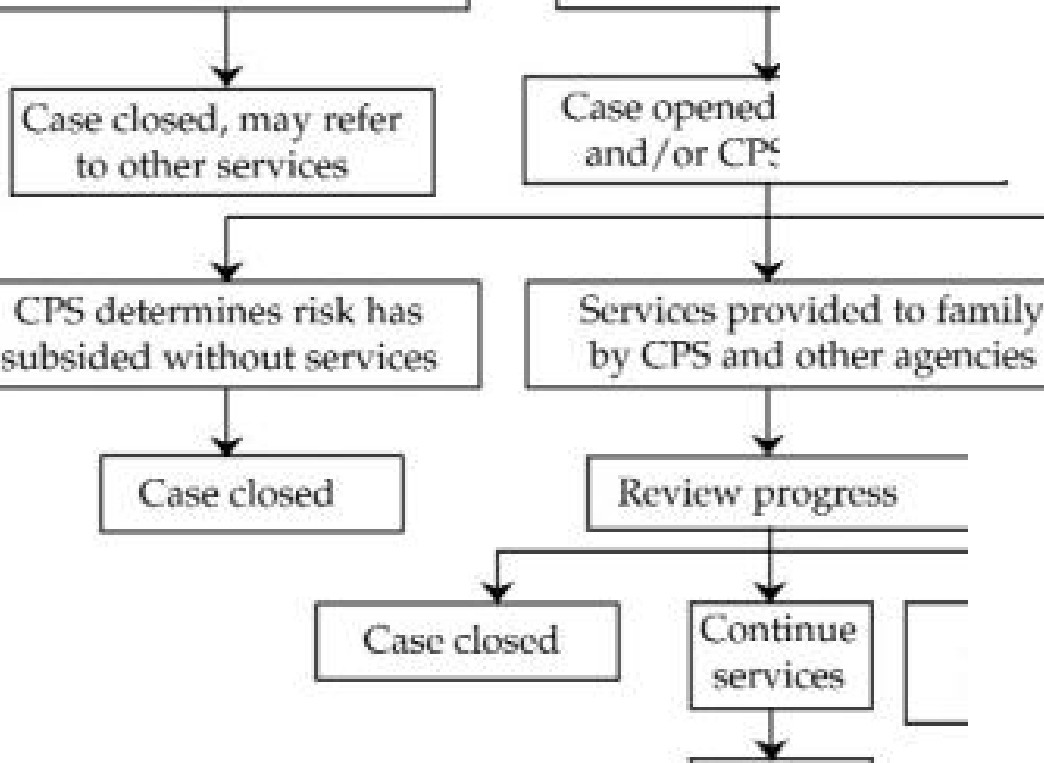 Case closed, may refer
to other services
Case opened
and/or CPS
CPS determines risk has
subsided without services
Services provided to family
by CPS and other agencies
Case closed
Review progress
Case closed
Continue
services